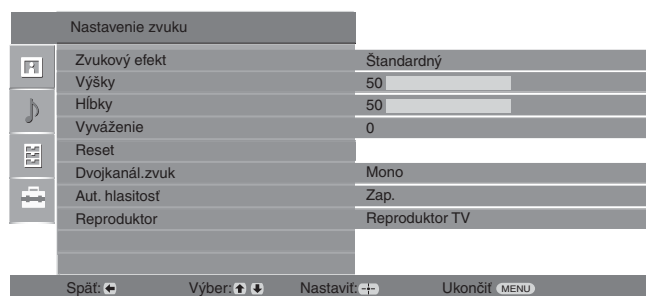 Nastavenie zvuku
Zvukový efekt Štandardný
Výšky 50
Hĺbky 50
Vyváženie 0
Reset
Dvojkanál.zvuk Mono
Aut. hlasitosť Zap.
Reproduktor Reproduktor TV
Späť: Výber: Nastaviť: Ukončiť MENU